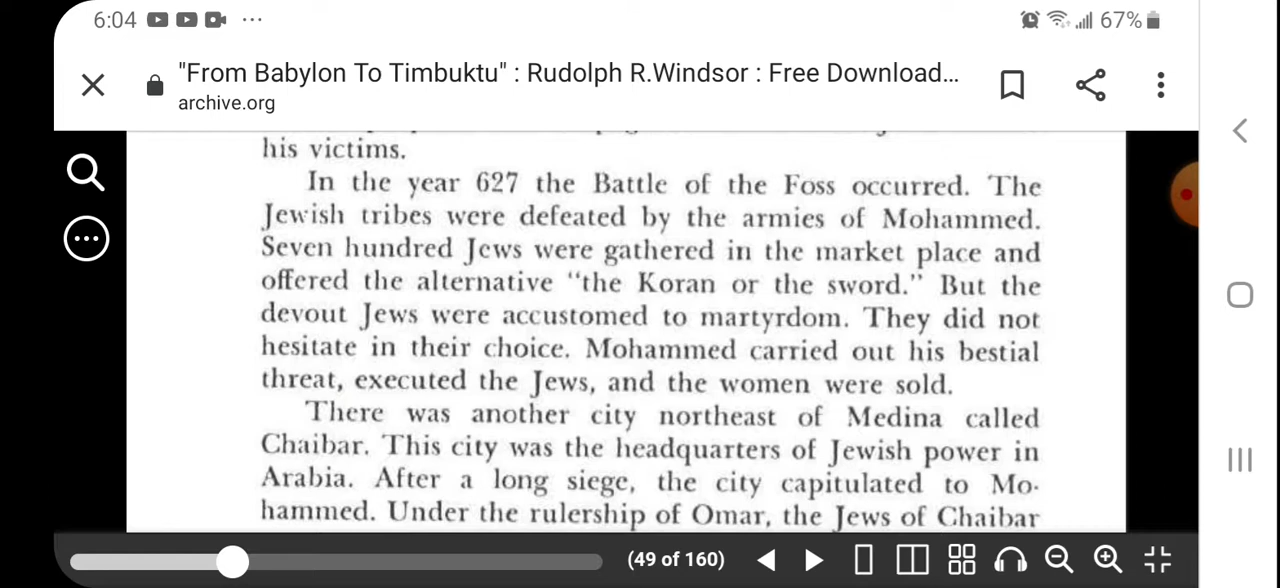 6:04 ... 67%
"From Babylon To Timbuktu" : Rudolph R.Windsor : Free Download...
archive.org
his victims.
In the year 627 the Battle of the Foss occurred. The
Jewish tribes were defeated by the armies of Mohammed.
Seven hundred Jews were gathered in the market place and
offered the alternative "the Koran or the sword." But the
devout Jews were accustomed to martyrdom. They did not
hesitate in their choice. Mohammed carried out his bestial
threat, executed the Jews, and the women were sold.
There was another city northeast of Medina called
Chaibar. This city was the headquarters of Jewish power in
Arabia. After a long siege, the city capitulated to Mo-
hammed. Under the rulership of Omar, the Jews of Chaibar
(49 of 160)